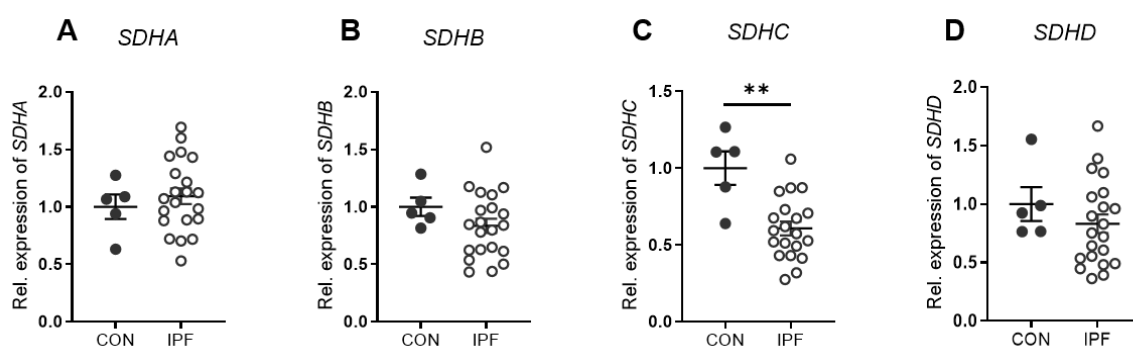 A
SDHA
Rel. expression of SDHA
2.0
1.5
1.0
0.5
0.0
CON IPF
B
SDHB
Rel. expression of SDHB
2.0
1.5
1.0
0.5
0.0
CON IPF
C
SDHC
Rel. expression of SDHC
1.5
1.0
0.5
0.0
**
CON IPF
D
SDHD
Rel. expression of SDHD
2.0
1.5
1.0
0.5
0.0
CON IPF